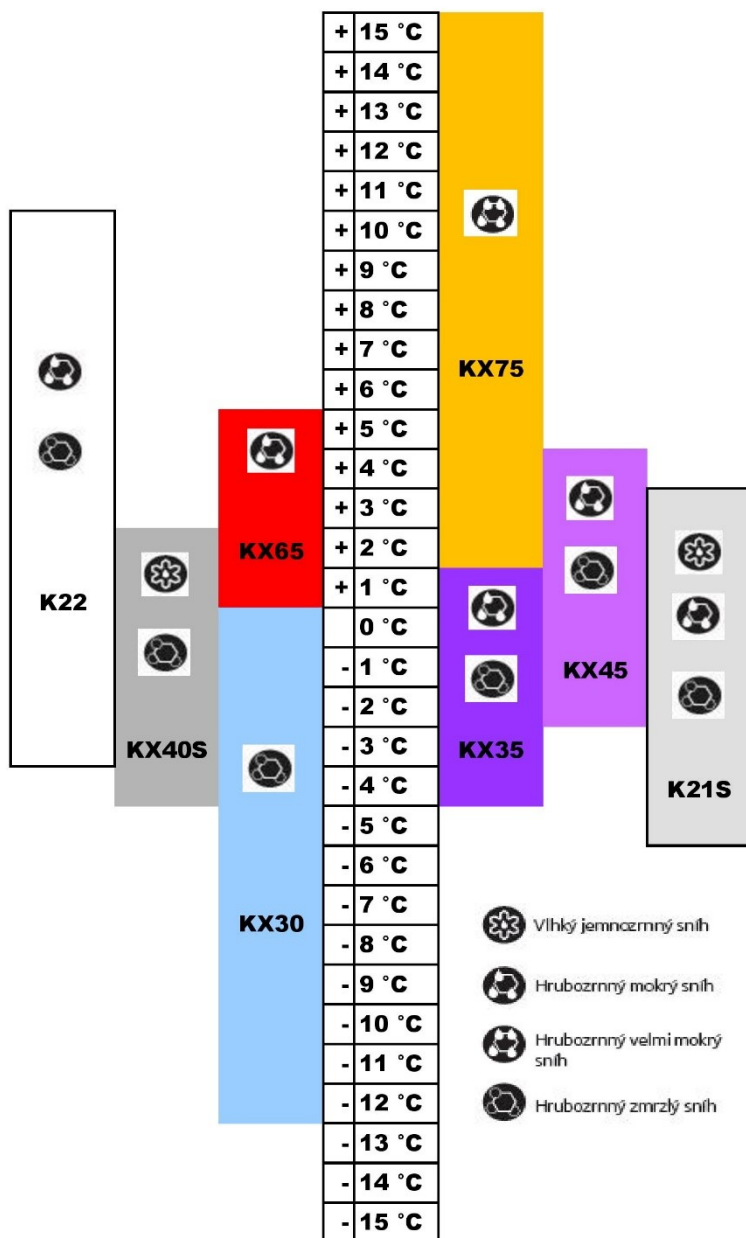 + 15 °C
+ 14 °C
+ 13 °C
+ 12 °C
+ 11 °C
+ 10 °C
+ 9 °C
+ 8 °C
+ 7 °C
+ 6 °C
+ 5 °C
+ 4 °C
+ 3 °C
+ 2 °C
+ 1 °C
0 °C
- 1 °C
- 2 °C
- 3 °C
- 4 °C
- 5 °C
- 6 °C
- 7 °C
- 8 °C
- 9 °C
- 10 °C
- 11 °C
- 12 °C
- 13 °C
- 14 °C
- 15 °C
K22
KX40S
KX65
KX30
KX75
KX35
KX45
K21S
Vlhký jemnozrnný sníh
Hrubozrnný mokrý sníh
Hrubozrnný velmi mokrý
sníh
Hrubozrnný zmrzlý sníh